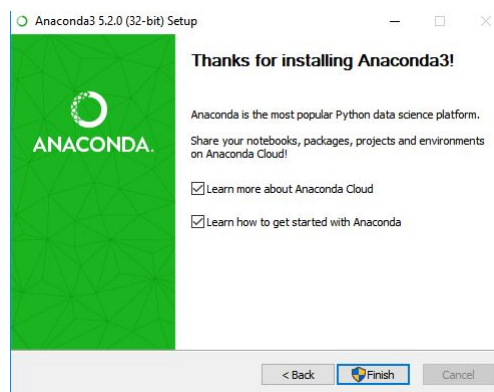 Anaconda3 5.2.0 (32-bit) Setup
Thanks for installing Anaconda3!
ANACONDA.
Anaconda is the most popular Python data science platform.
Share your notebooks, packages, projects and environments
on Anaconda Cloud!
Learn more about Anaconda Cloud
Learn how to get started with Anaconda
< Back Finish Cancel